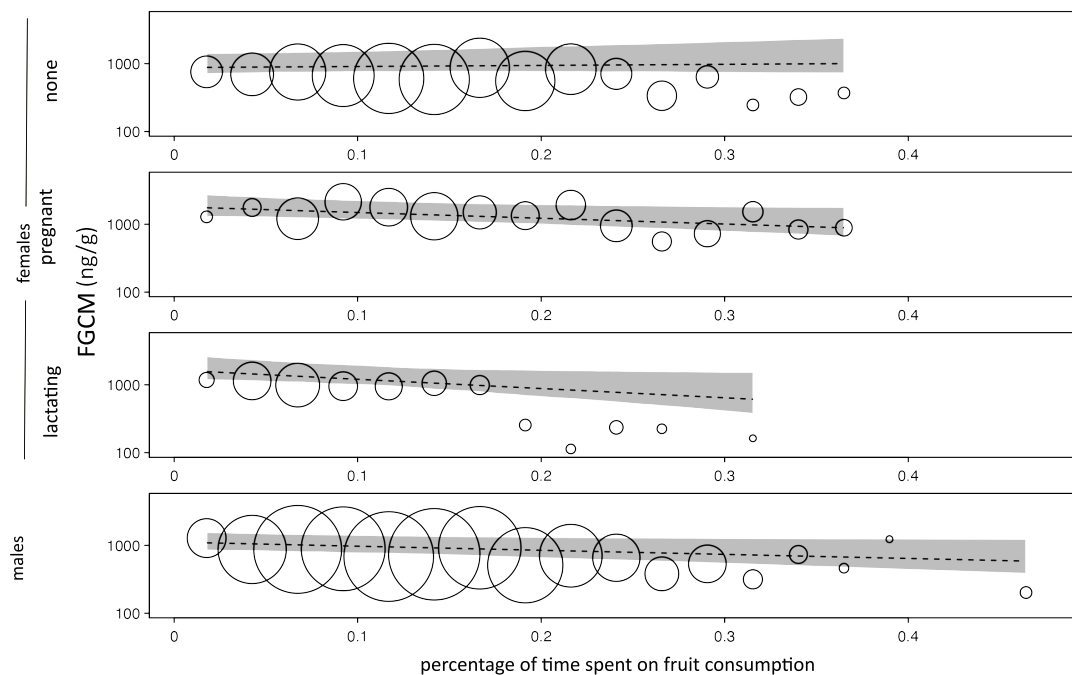 none
1000
100
0 0.1 0.2 0.3 0.4
females
pregnant
1000
100
0 0.1 0.2 0.3 0.4
FGCM (ng/g)
lactating
1000
100
0 0.1 0.2 0.3 0.4
males
1000
100
0 0.1 0.2 0.3 0.4
percentage of time spent on fruit consumption